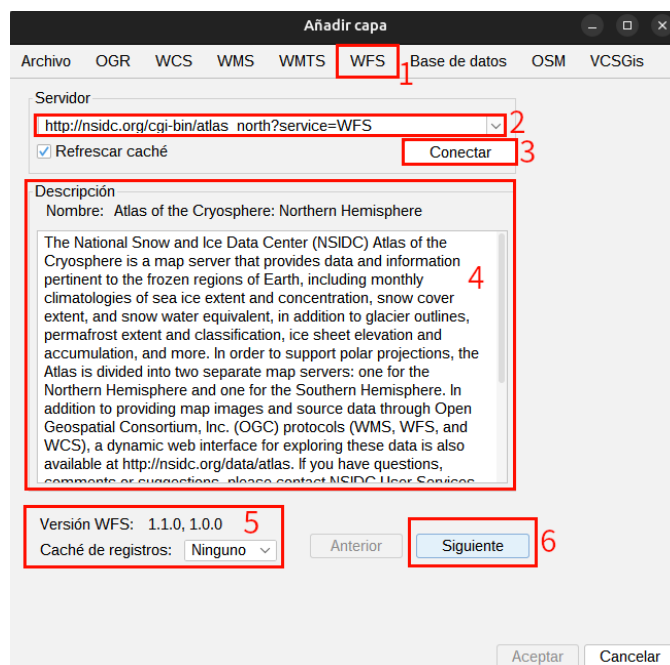 Añadir capa
Archivo OGR WCS WMS WMTS WFS Base de datos OSM VCSGis
1
Servidor
http://nsidc.org/cgi-bin/atlas_north?service=WFS 2
Refrescar caché Conectar 3
Descripción
Nombre: Atlas of the Cryosphere: Northern Hemisphere
The National Snow and Ice Data Center (NSIDC) Atlas of the
Cryosphere is a map server that provides data and information
pertinent to the frozen regions of Earth, including monthly 4
climatologies of sea ice extent and concentration, snow cover
extent, and snow water equivalent, in addition to glacier outlines,
permafrost extent and classification, ice sheet elevation and
accumulation, and more. In order to support polar projections, the
Atlas is divided into two separate map servers: one for the
Northern Hemisphere and one for the Southern Hemisphere. In
addition to providing map images and source data through Open
Geospatial Consortium, Inc. (OGC) protocols (WMS, WFS, and
WCS), a dynamic web interface for exploring these data is also
available at http://nsidc.org/data/atlas. If you have questions,
comments or suggestions, please contact NSIDC User Services
Versión WFS: 1.1.0, 1.0.0 5
Caché de registros: Ninguno Anterior Siguiente 6
Aceptar Cancelar